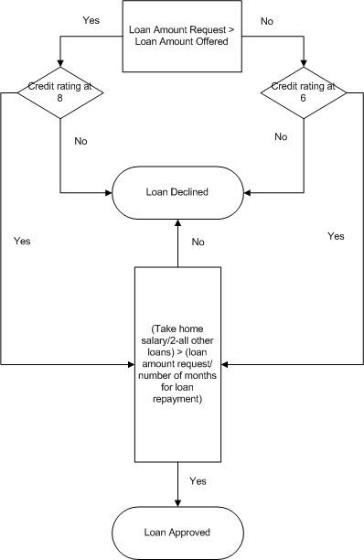 Loan Amount Request >
Loan Amount Offered
Yes
No
Credit rating at
8
Credit rating at
6
No
No
Loan Declined
Yes
Yes
No
(Take home
salary/2-all other
loans) > (loan
amount request/
number of months
for loan
repayment)
Yes
Loan Approved